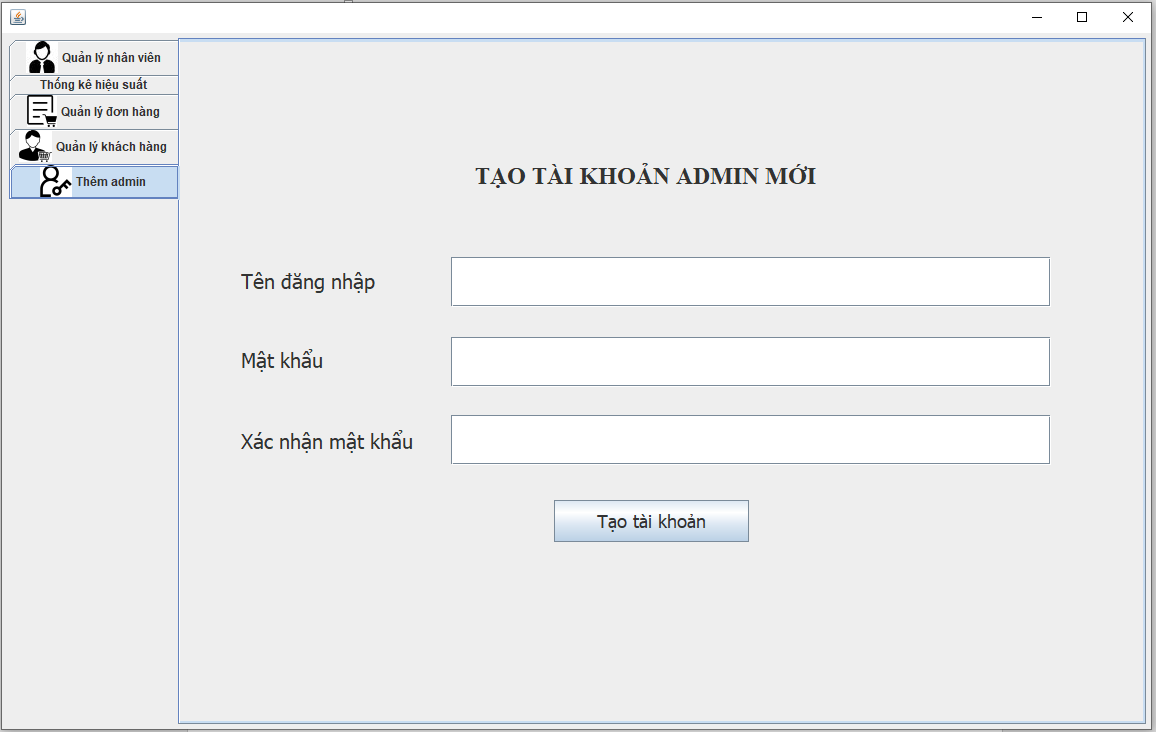 Quản lý nhân viên
Thống kê hiệu suất
Quản lý đơn hàng
Quản lý khách hàng
Thêm admin
TẠO TÀI KHOẢN ADMIN MỚI
Tên đăng nhập
Mật khẩu
Xác nhận mật khẩu
Tạo tài khoản